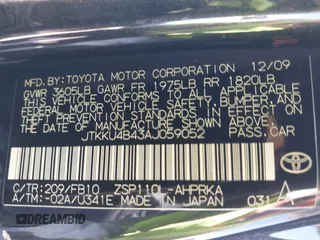 MFD. BY: TOYOTA MOTOR CORPORATION 12/09
GVWR 3605LB GAWR FR 1975LB RR 1820LB
THIS VEHICLE CONFORMS TO ALL APPLICABLE FEDERAL
MOTOR VEHICLE SAFETY, BUMPER, AND THEFT
PREVENTION STANDARDS IN EFFECT ON THE
DATE OF MANUFACTURE SHOWN ABOVE.
JTKKU4B43AJ059052 PASS.CAR
C/TR:209/FB10 ZSP110L-AHPRKA
A/TM:-02A/U341E MADE IN JAPAN 031 A
TOYOTA
DREAMBID